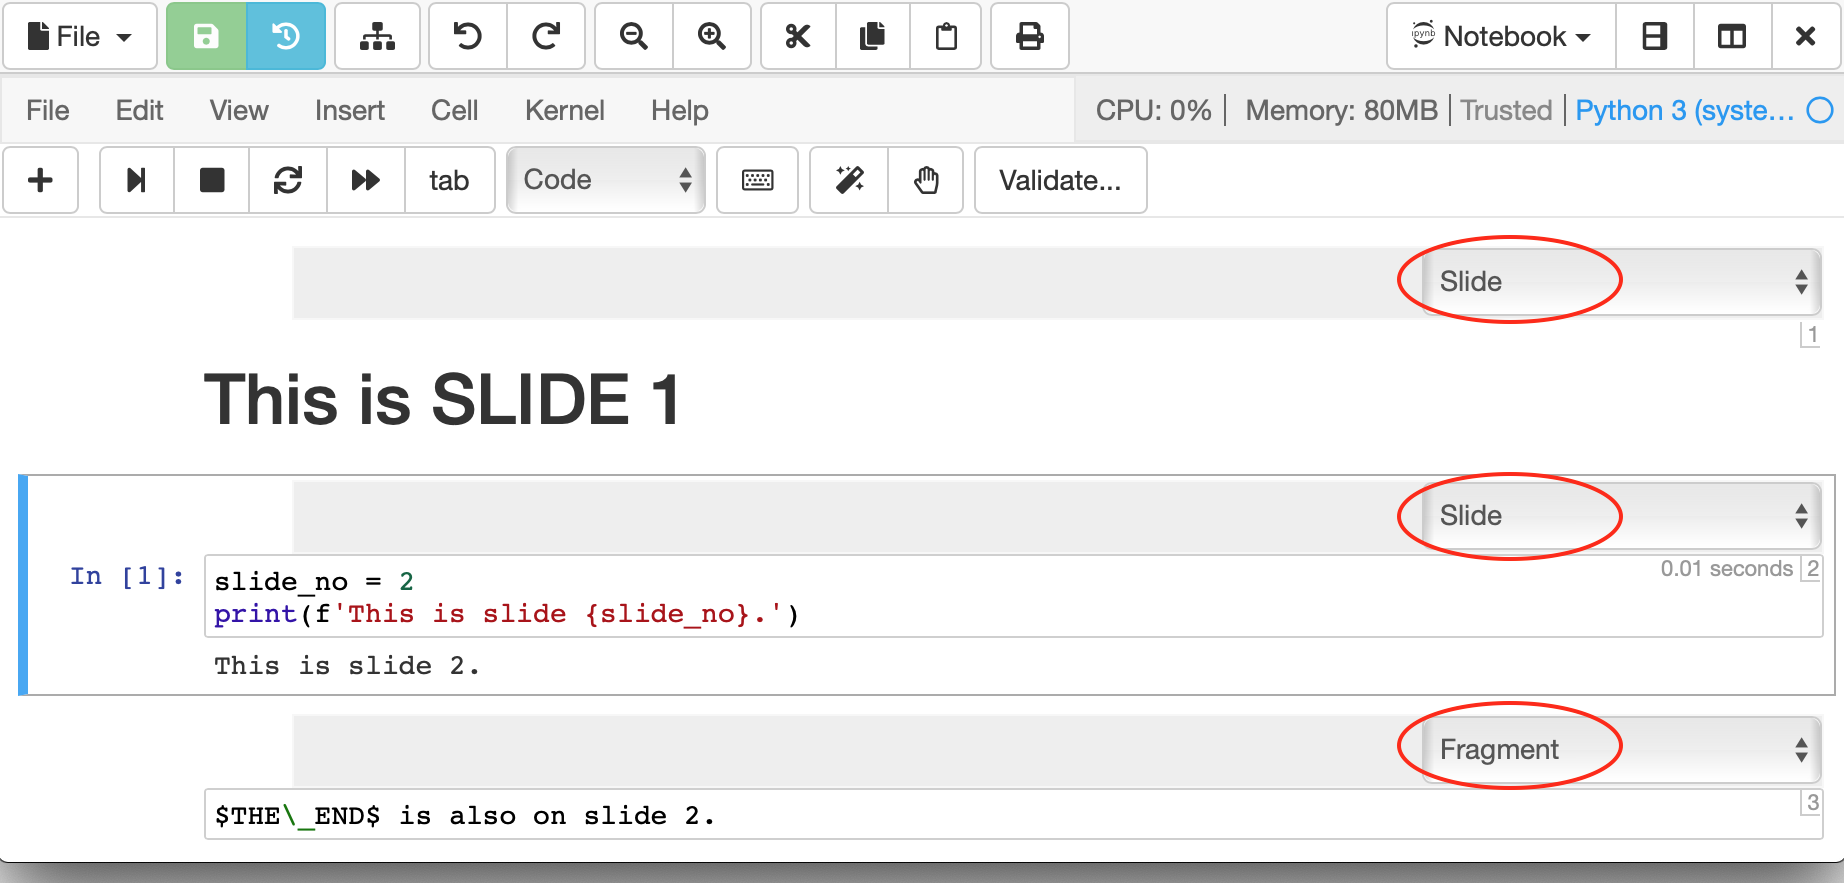 File ipynb Notebook
File Edit View Insert Cell Kernel Help CPU: 0% | Memory: 80MB | Trusted | Python 3 (syste...
tab Code Validate...
Slide
1
This is SLIDE 1
Slide
In [1]: slide_no = 2 0.01 seconds 2
print(f'This is slide {slide_no}.')
This is slide 2.
Fragment
$THE\_END$ is also on slide 2. 3